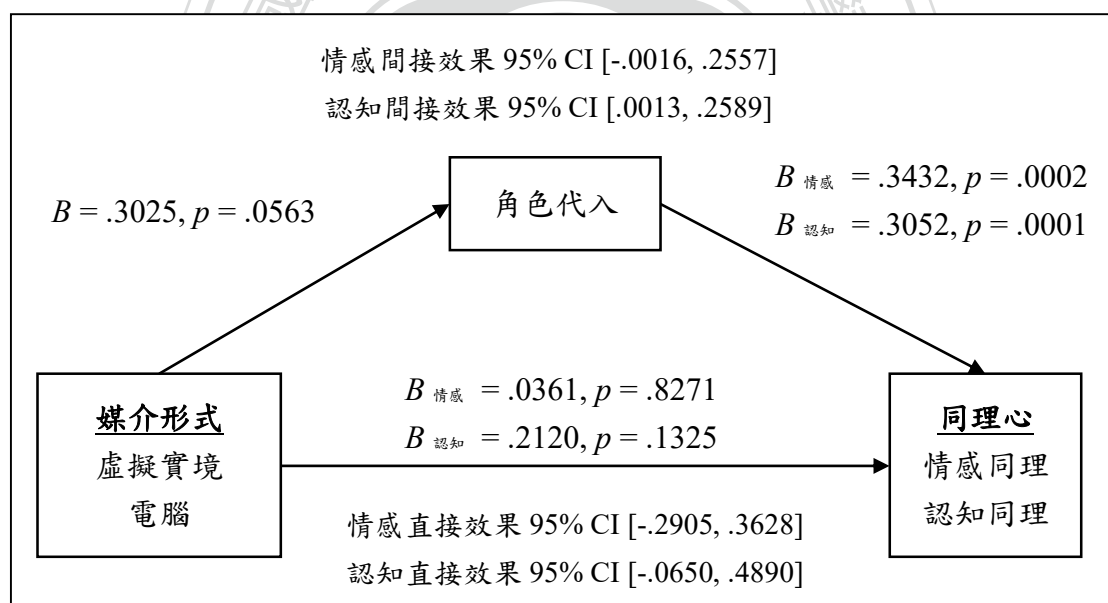 情感間接效果 95% CI [-.0016, .2557]
認知間接效果 95% CI [.0013, .2589]
B = .3025, p = .0563
角色代入
B 情感 = .3432, p = .0002
B 認知 = .3052, p = .0001
媒介形式
虛擬實境
電腦
B 情感 = .0361, p = .8271
B 認知 = .2120, p = .1325
情感直接效果 95% CI [-.2905, .3628]
認知直接效果 95% CI [-.0650, .4890]
同理心
情感同理
認知同理